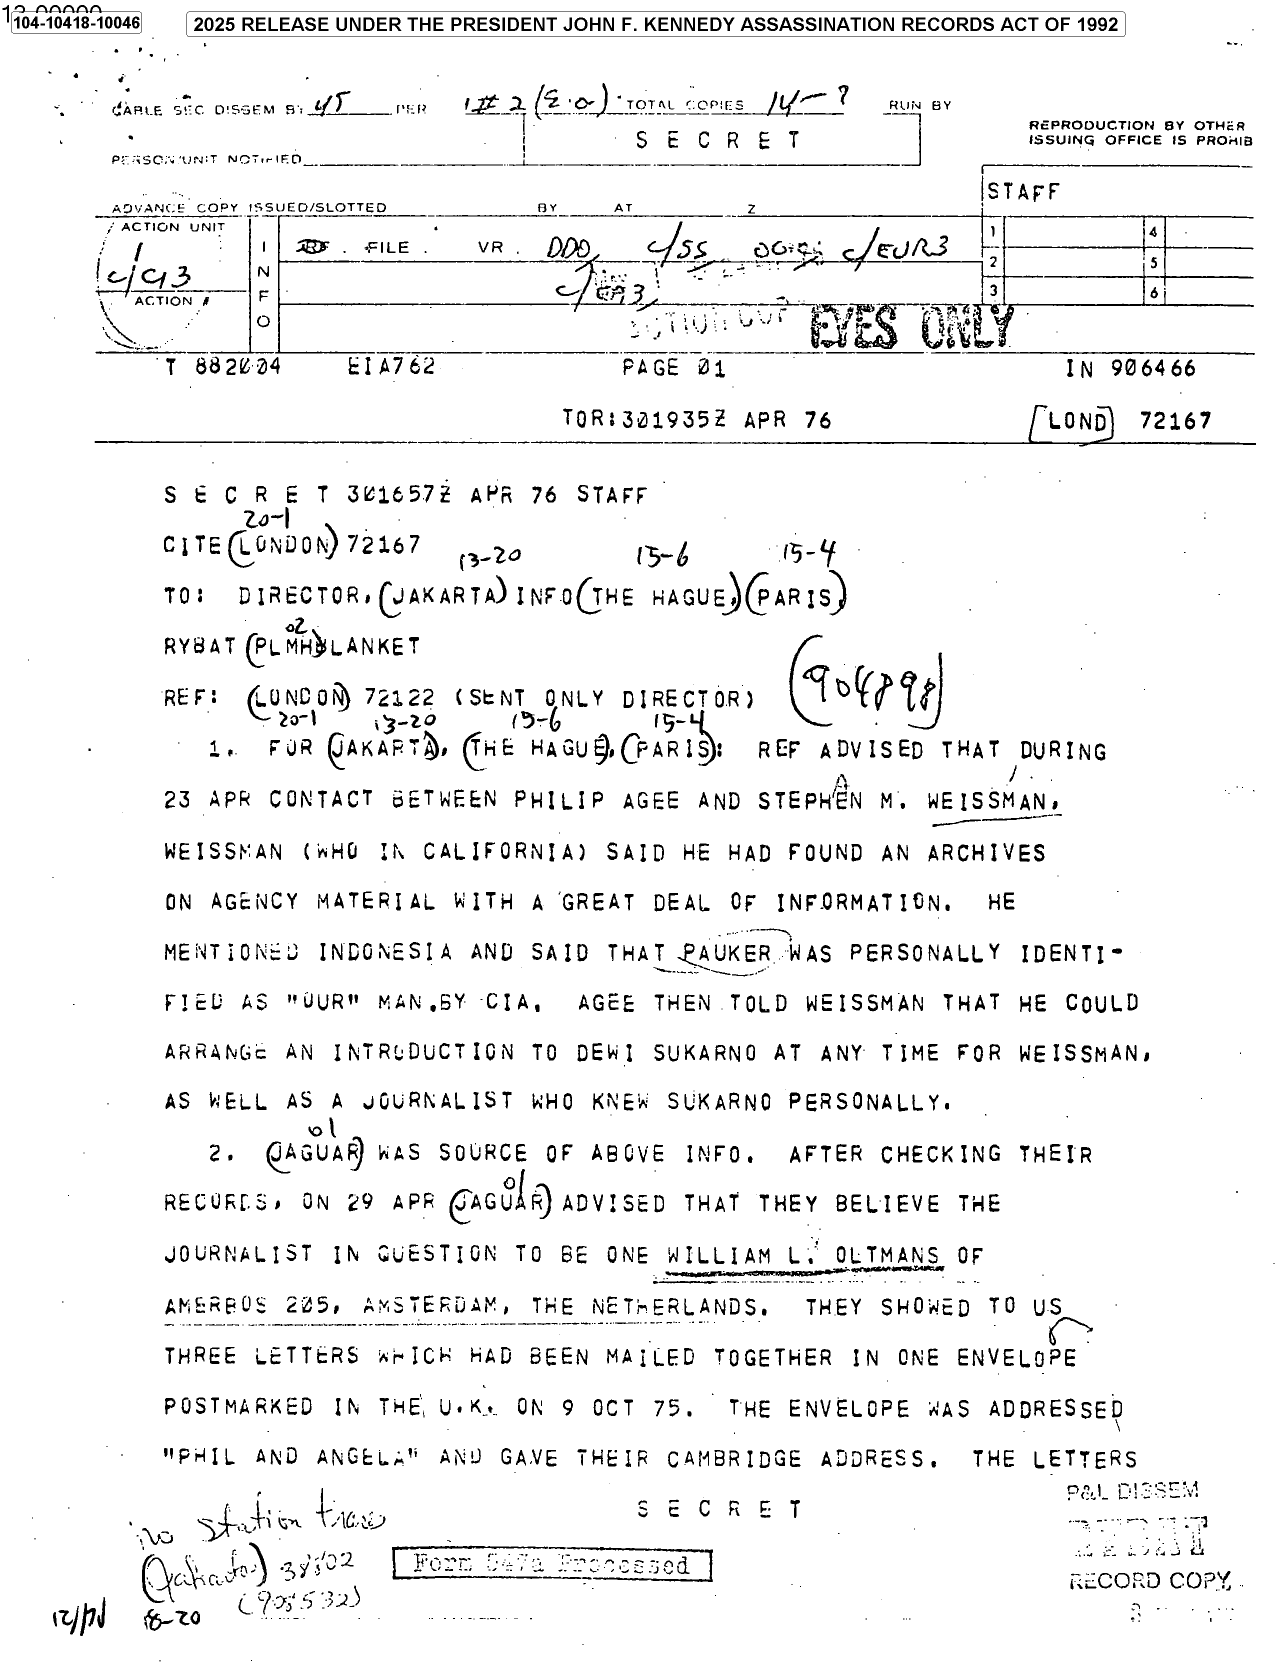 104-10418-10046
2025 RELEASE UNDER THE PRESIDENT JOHN F. KENNEDY ASSASSINATION RECORDS ACT OF 1992
CABLE SEC DISSEM BY 45 PER 1 # 2 (E.O.) TOTAL COPIES 14-? RUN BY
REPRODUCTION BY OTHER
ISSUING OFFICE IS PROHIB
S E C R E T
PERSON/UNIT NOTIFIED
STAFF
ADVANCE COPY ISSUED/SLOTTED BY AT Z
ACTION UNIT
1
ACTION #
INFO
FILE . VR . DDO, c/SS c/EUR3
1 4
2 5
3 6
EYES ONLY
T 882004 EIA762 PAGE 01 IN 906466
TOR:301935Z APR 76 LOND 72167
S E C R E T 301657Z APR 76 STAFF
20-1
CITE (LONDON) 72167
13-20 15-6 15-4
TO: DIRECTOR, (JAKARTA) INFO (THE HAGUE,) (PARIS,)
02
RYBAT (PLMHBLANKET
REF: (LONDON) 72122 (SENT ONLY DIRECTOR) (904898)
20-1 13-20 15-6 15-4
1. FOR (JAKARTA), (THE HAGUE), (PARIS): REF ADVISED THAT DURING
23 APR CONTACT BETWEEN PHILIP AGEE AND STEPHEN M. WEISSMAN,
WEISSMAN (WHO IN CALIFORNIA) SAID HE HAD FOUND AN ARCHIVES
ON AGENCY MATERIAL WITH A GREAT DEAL OF INFORMATION. HE
MENTIONED INDONESIA AND SAID THAT PAUKER WAS PERSONALLY IDENTI-
FIED AS "OUR" MAN BY CIA. AGEE THEN TOLD WEISSMAN THAT HE COULD
ARRANGE AN INTRODUCTION TO DEWI SUKARNO AT ANY TIME FOR WEISSMAN,
AS WELL AS A JOURNALIST WHO KNEW SUKARNO PERSONALLY.
01
2. (JAGUAR) WAS SOURCE OF ABOVE INFO. AFTER CHECKING THEIR
01
RECORDS, ON 29 APR (JAGUAR) ADVISED THAT THEY BELIEVE THE
JOURNALIST IN QUESTION TO BE ONE WILLIAM L. OLTMANS OF
AMERBOS 205, AMSTERDAM, THE NETHERLANDS. THEY SHOWED TO US
THREE LETTERS WHICH HAD BEEN MAILED TOGETHER IN ONE ENVELOPE
POSTMARKED IN THE U.K. ON 9 OCT 75. THE ENVELOPE WAS ADDRESSED
"PHIL AND ANGELA" AND GAVE THEIR CAMBRIDGE ADDRESS. THE LETTERS
S E C R E T
P&L DISSEM
RYBAT
RECORD COPY
no station traces
(Jakarta) 38502
(905532)
Form 547a Processed
18-20